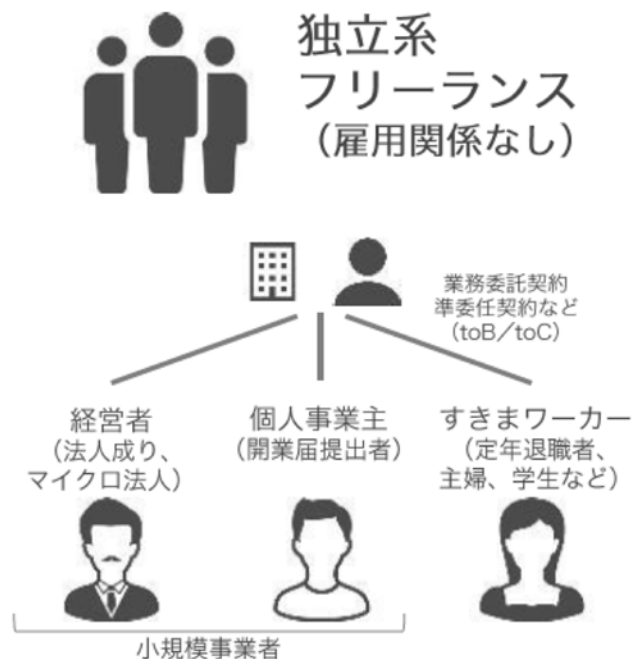 独立系
フリーランス
（雇用関係なし）
業務委託契約
準委任契約など
（toB／toC）
経営者
（法人成り、
マイクロ法人）
個人事業主
（開業届提出者）
すきまワーカー
（定年退職者、
主婦、学生など）
小規模事業者